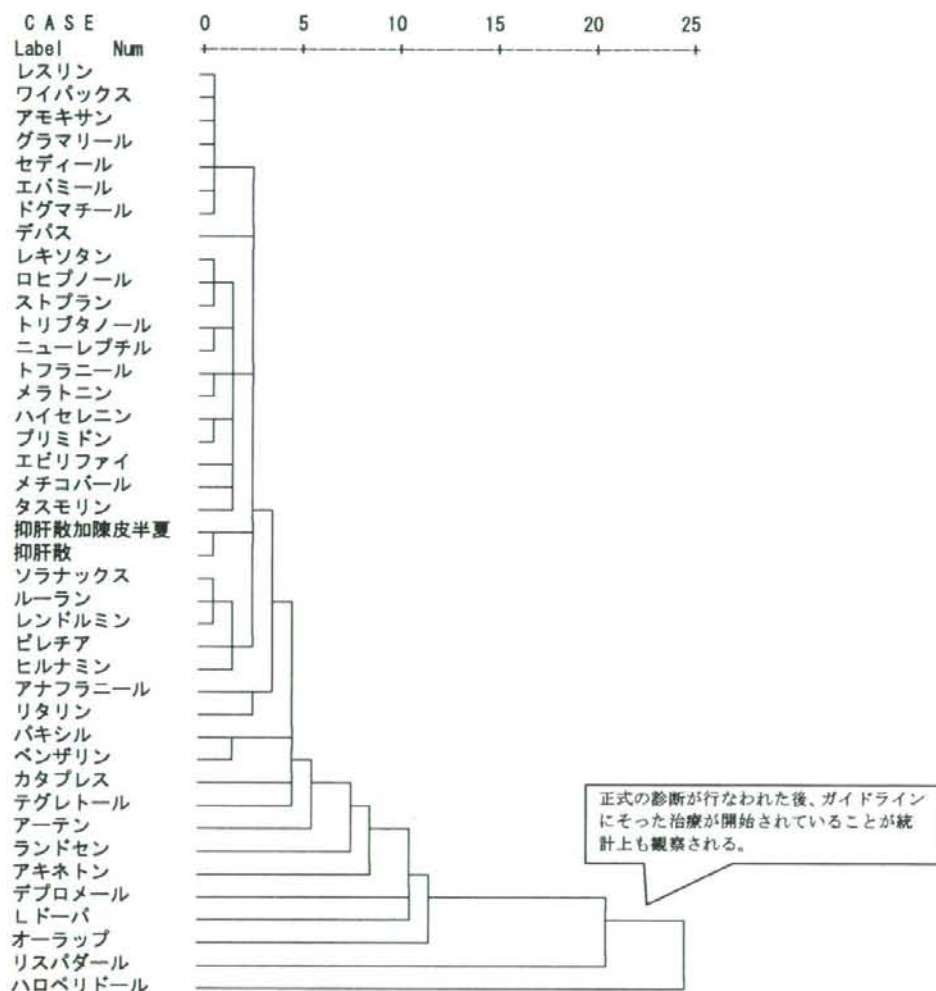 C A S E 0 5 10 15 20 25
Label Num
レスリン
ワイパックス
アモキサン
グラマリール
セディール
エバミール
ドグマチール
デパス
レキソタン
ロヒプノール
ストブラン
トリブタノール
ニューレプチル
トフラニール
メラトニン
ハイセレニン
プリミドン
エビリファイ
メチコバール
タスモリン
抑肝散加陳皮半夏
抑肝散
ソラナックス
ルーラン
レンドルミン
ピレチア
ヒルナミン
アナフラニール
リタリン
パキシル
ベンザリン
カタプレス
テグレトール
アーテン
ランドセン
アキネトン
デプロメール
Lドーパ
オーラップ
リスパダール
ハロペリドール
正式の診断が行なわれた後、ガイドライン
にそった治療が開始されていることが統
計上も観察される。